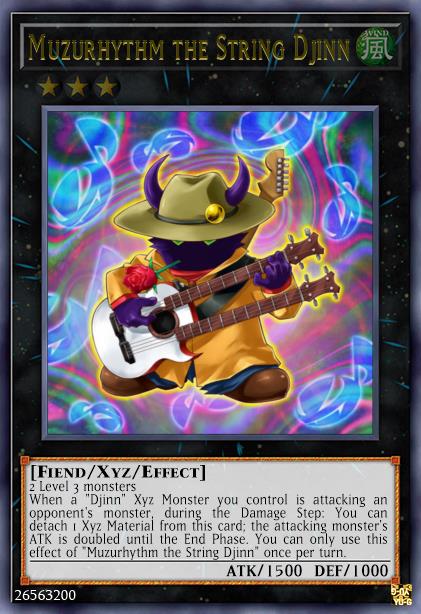 MUZURHYTHM THE STRING DJINN
WIND
風
[FIEND/XYZ/EFFECT]
2 Level 3 monsters
When a "Djinn" Xyz Monster you control is attacking an
opponent's monster, during the Damage Step: You can
detach 1 Xyz Material from this card; the attacking monster's
ATK is doubled until the End Phase. You can only use this
effect of "Muzurhythm the String Djinn" once per turn.
ATK/1500 DEF/1000
26563200